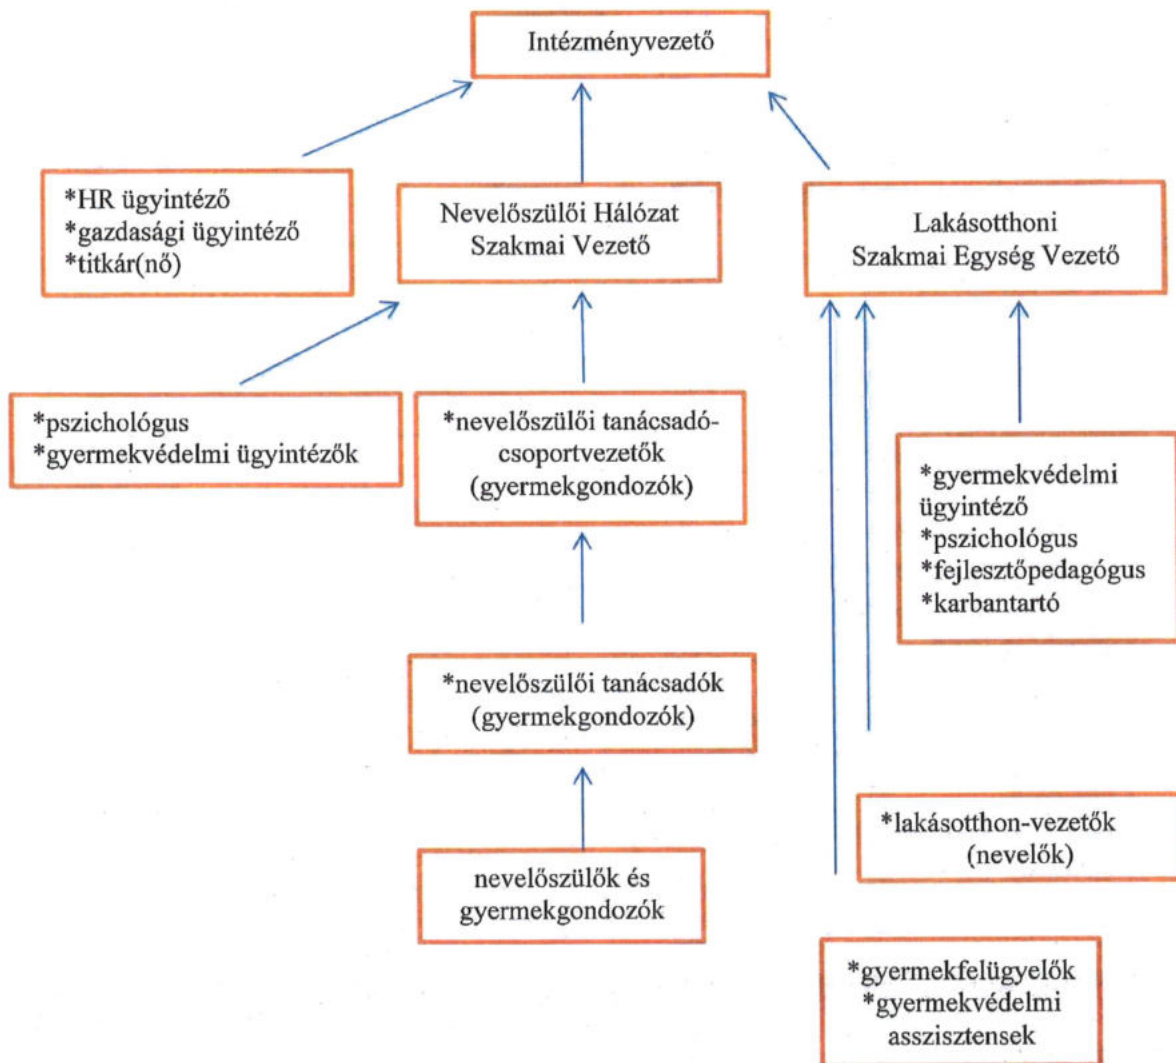 Intézményvezető
*HR ügyintéző
*gazdasági ügyintéző
*titkár(nő)
Nevelőszülői Hálózat
Szakmai Vezető
Lakásotthoni
Szakmai Egység Vezető
*pszichológus
*gyermekvédelmi ügyintézők
*nevelőszülői tanácsadó-
csoportvezetők
(gyermekgondozók)
*gyermekvédelmi
ügyintéző
*pszichológus
*fejlesztőpedagógus
*karbantartó
*nevelőszülői tanácsadók
(gyermekgondozók)
*lakásotthon-vezetők
(nevelők)
nevelőszülők és
gyermekgondozók
*gyermekfelügyelők
*gyermekvédelmi
asszisztensek